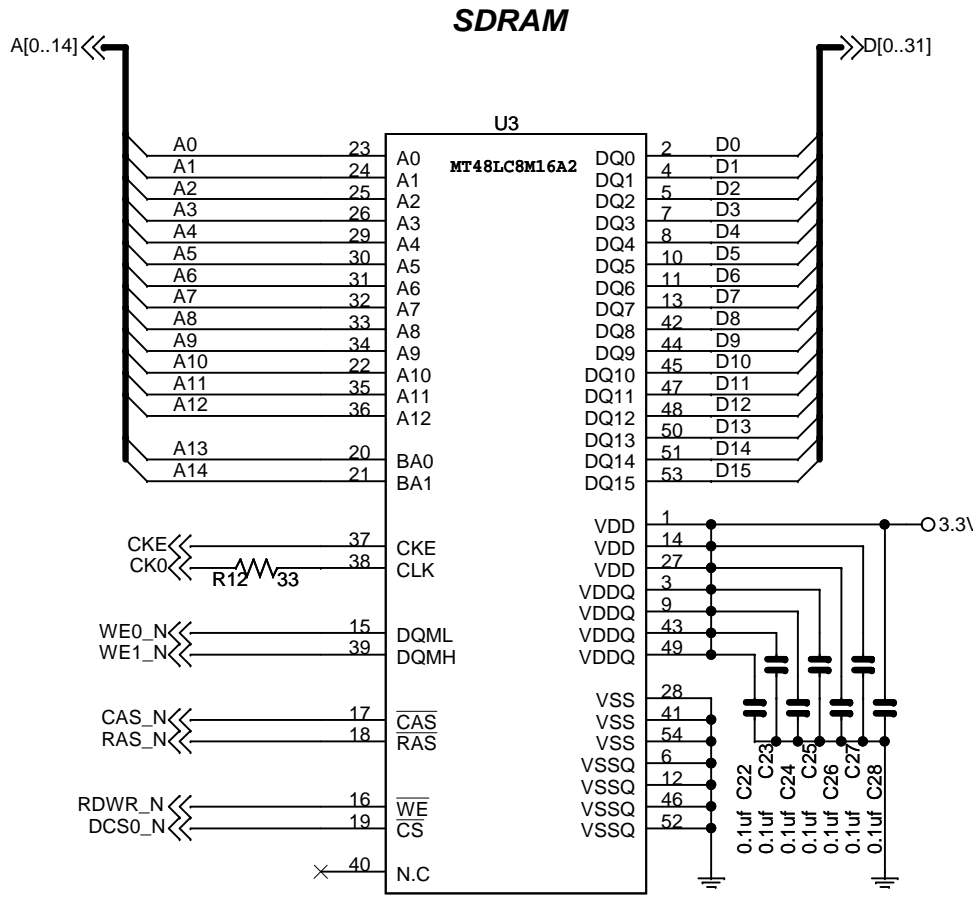 SDRAM
A[0..14]
D[0..31]
U3
MT48LC8M16A2
A0 23 A0 DQ0 2 D0
A1 24 A1 DQ1 4 D1
A2 25 A2 DQ2 5 D2
A3 26 A3 DQ3 7 D3
A4 29 A4 DQ4 8 D4
A5 30 A5 DQ5 10 D5
A6 31 A6 DQ6 11 D6
A7 32 A7 DQ7 13 D7
A8 33 A8 DQ8 42 D8
A9 34 A9 DQ9 44 D9
A10 22 A10 DQ10 45 D10
A11 35 A11 DQ11 47 D11
A12 36 A12 DQ12 48 D12
DQ13 50 D13
A13 20 BA0 DQ14 51 D14
A14 21 BA1 DQ15 53 D15
VDD 1 3.3V
CKE 37 CKE VDD 14
CK0 R12 33 38 CLK VDD 27
VDDQ 3
VDDQ 9
WE0_N 15 DQML VDDQ 43
WE1_N 39 DQMH VDDQ 49
VSS 28
CAS_N 17 CAS VSS 41
RAS_N 18 RAS VSS 54
VSSQ 6
VSSQ 12
RDWR_N 16 WE VSSQ 46
DCS0_N 19 CS VSSQ 52
40 N.C
0.1uf C22
0.1uf C23
0.1uf C24
0.1uf C25
0.1uf C26
0.1uf C27
0.1uf C28